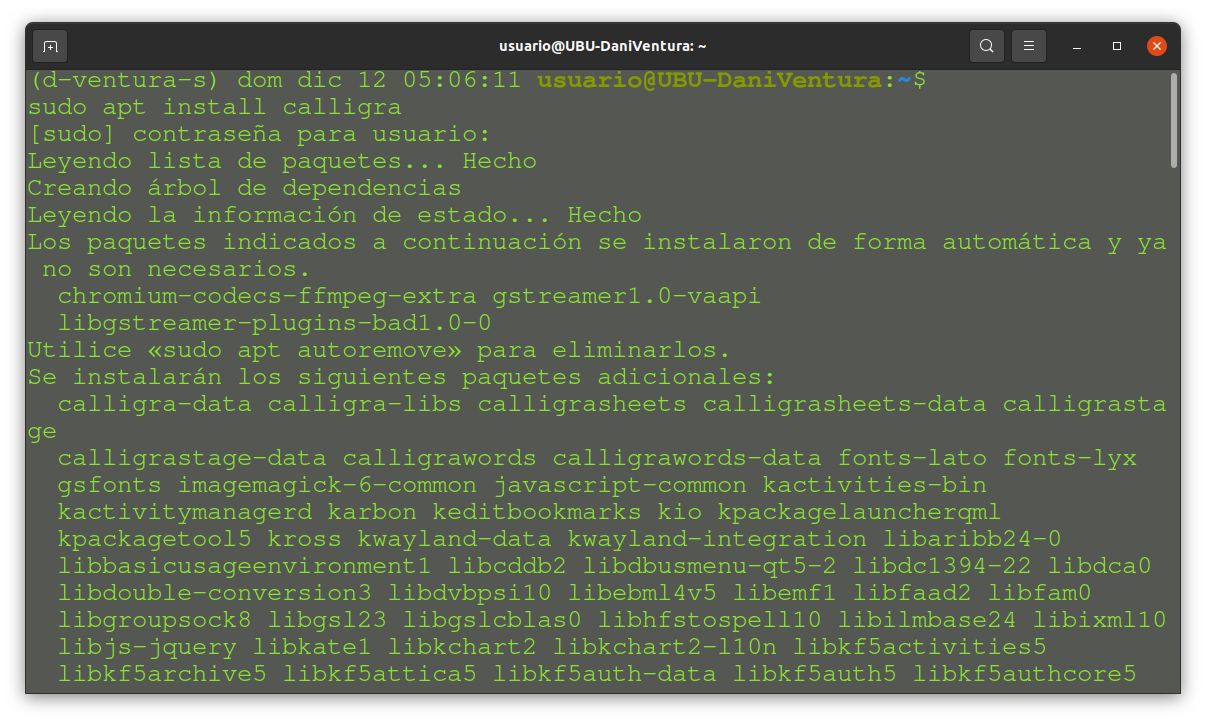 usuario@UBU-DaniVentura: ~
(d-ventura-s) dom dic 12 05:06:11 usuario@UBU-DaniVentura:~$
sudo apt install calligra
[sudo] contraseña para usuario:
Leyendo lista de paquetes... Hecho
Creando árbol de dependencias
Leyendo la información de estado... Hecho
Los paquetes indicados a continuación se instalaron de forma automática y ya
 no son necesarios.
  chromium-codecs-ffmpeg-extra gstreamer1.0-vaapi
  libgstreamer-plugins-bad1.0-0
Utilice «sudo apt autoremove» para eliminarlos.
Se instalarán los siguientes paquetes adicionales:
  calligra-data calligra-libs calligrasheets calligrasheets-data calligrasta
ge
  calligrastage-data calligrawords calligrawords-data fonts-lato fonts-lyx
  gsfonts imagemagick-6-common javascript-common kactivities-bin
  kactivitymanagerd karbon keditbookmarks kio kpackagelauncherqml
  kpackagetool5 kross kwayland-data kwayland-integration libaribb24-0
  libbasicusageenvironment1 libcddb2 libdbusmenu-qt5-2 libdc1394-22 libdca0
  libdouble-conversion3 libdvbpsi10 libebml4v5 libemf1 libfaad2 libfam0
  libgroupsock8 libgsl23 libgslcblas0 libhfstospell10 libilmbase24 libixml10
  libjs-jquery libkate1 libkchart2 libkchart2-l10n libkf5activities5
  libkf5archive5 libkf5attica5 libkf5auth-data libkf5auth5 libkf5authcore5